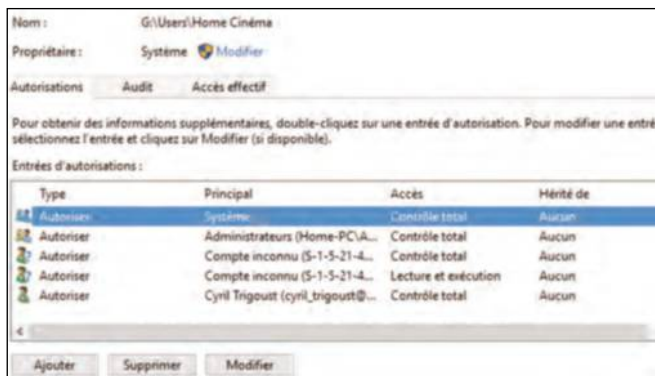 Nom : G:\Users\Home Cinéma
Propriétaire : Système Modifier
Autorisations Audit Accès effectif
Pour obtenir des informations supplémentaires, double-cliquez sur une entrée d'autorisation. Pour modifier une entré
sélectionnez l'entrée et cliquez sur Modifier (si disponible).
Entrées d'autorisations :
Type Principal Accès Hérité de
Autoriser Système Contrôle total Aucun
Autoriser Administrateurs (Home-PC\A... Contrôle total Aucun
Autoriser Compte inconnu (S-1-5-21-4... Contrôle total Aucun
Autoriser Compte inconnu (S-1-5-21-4... Lecture et exécution Aucun
Autoriser Cyril Trigoust (cyril_trigoust@... Contrôle total Aucun
Ajouter Supprimer Modifier